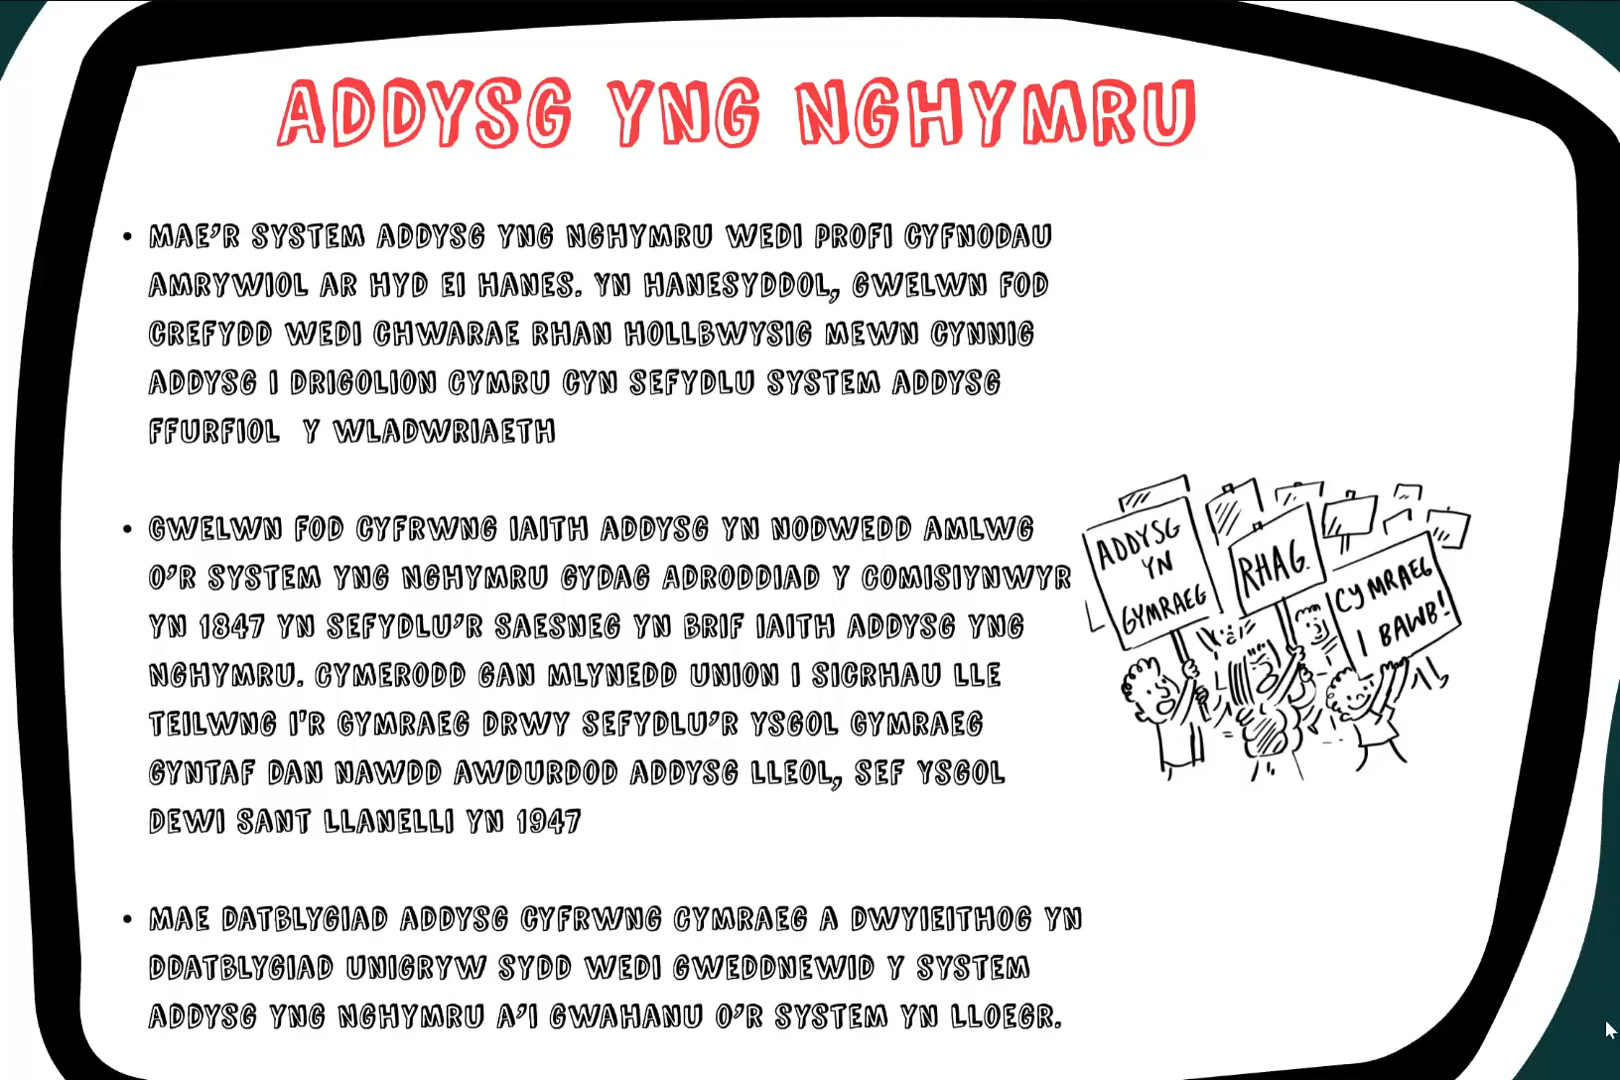 ADDYSG YNG NGHYMRU
• MAE'R SYSTEM ADDYSG YNG NGHYMRU WEDI PROFI CYFNODAU
AMRYWIOL AR HYD EI HANES. YN HANESYDDOL, GWELWN FOD
CREFYDD WEDI CHWARAE RHAN HOLLBWYSIG MEWN CYNNIG
ADDYSG I DRIGOLION CYMRU CYN SEFYDLU SYSTEM ADDYSG
FFURFIOL Y WLADWRIAETH
• GWELWN FOD CYFRWNG IAITH ADDYSG YN NODWEDD AMLWG
O'R SYSTEM YNG NGHYMRU GYDAG ADRODDIAD Y COMISIYNWYR
YN 1847 YN SEFYDLU'R SAESNEG YN BRIF IAITH ADDYSG YNG
NGHYMRU. CYMERODD GAN MLYNEDD UNION I SICRHAU LLE
TEILWNG I'R GYMRAEG DRWY SEFYDLU'R YSGOL GYMRAEG
GYNTAF DAN NAWDD AWDURDOD ADDYSG LLEOL, SEF YSGOL
DEWI SANT LLANELLI YN 1947
• MAE DATBLYGIAD ADDYSG CYFRWNG CYMRAEG A DWYIEITHOG YN
DDATBLYGIAD UNIGRYW SYDD WEDI GWEDDNEWID Y SYSTEM
ADDYSG YNG NGHYMRU A'I GWAHANU O'R SYSTEM YN LLOEGR.
ADDYSG
YN
GYMRAEG
RHAG.
CYMRAEG
I BAWB!